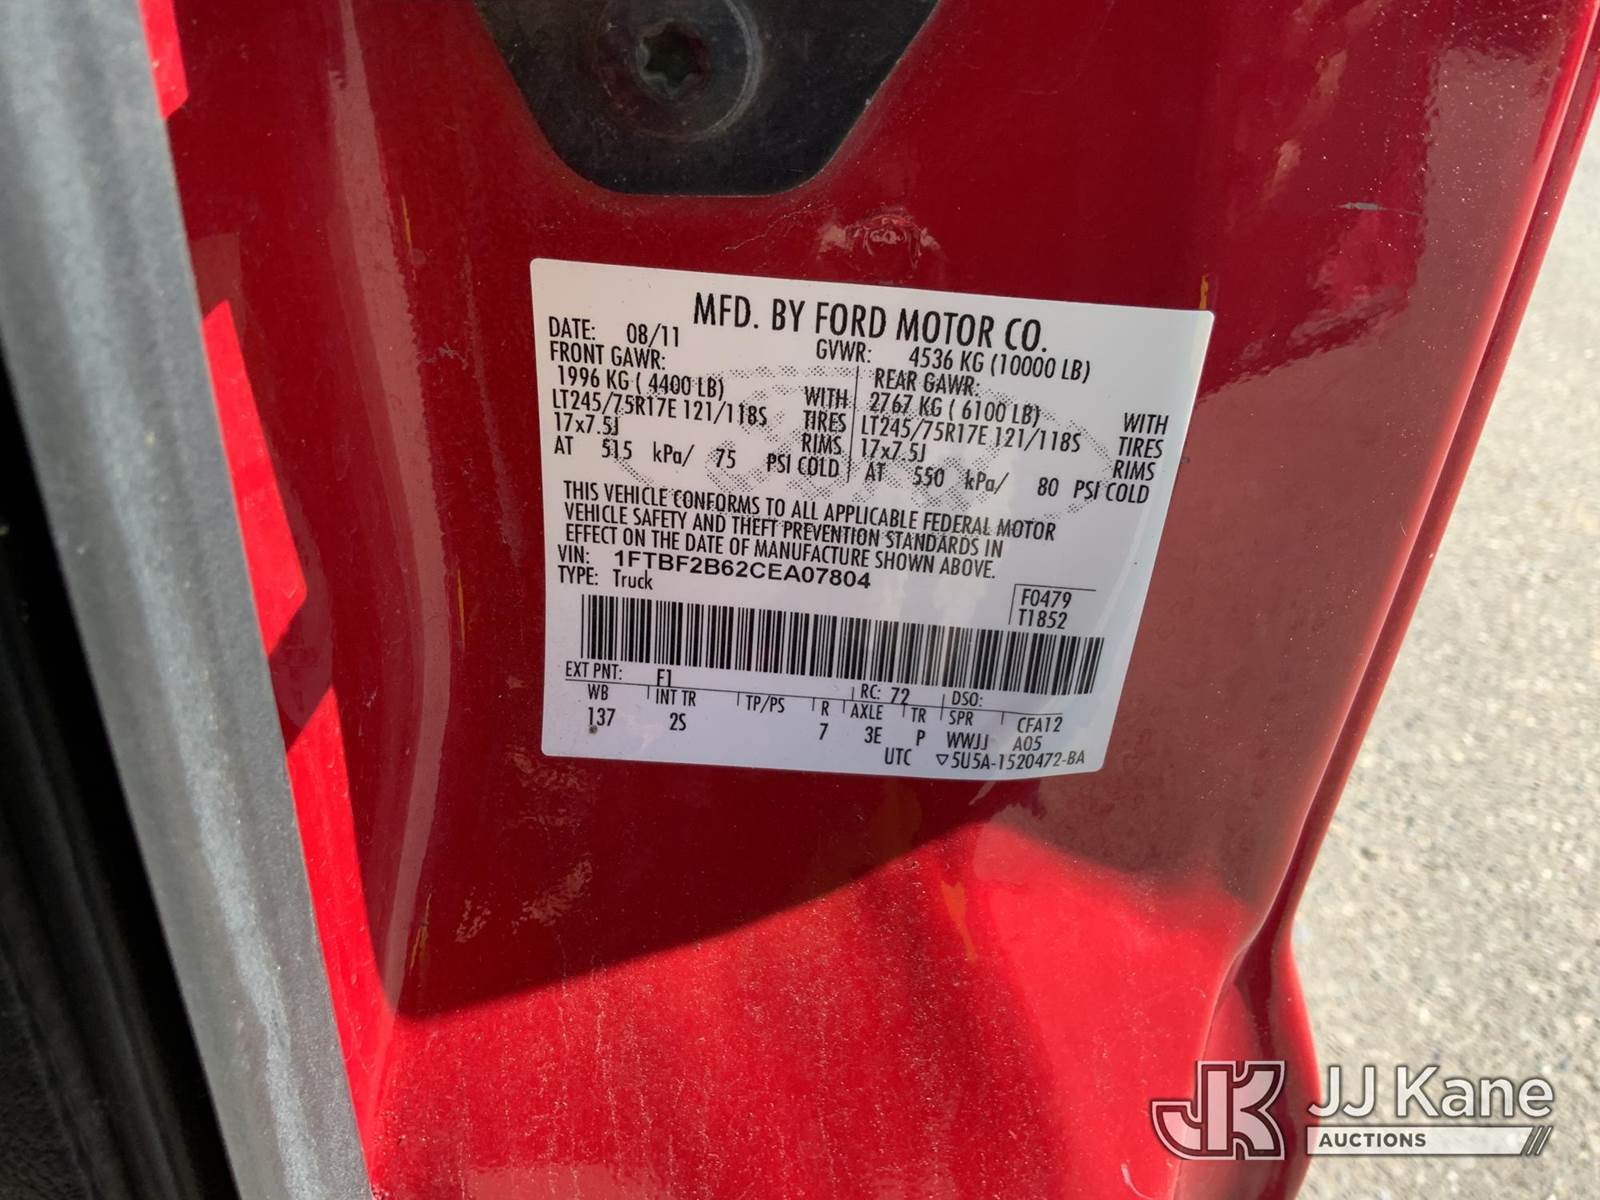 MFD. BY FORD MOTOR CO.
DATE: 08/11 GVWR: 4536 KG (10000 LB)
FRONT GAWR: REAR GAWR:
1996 KG ( 4400 LB) WITH 2767 KG ( 6100 LB) WITH
LT245/75R17E 121/118S TIRES LT245/75R17E 121/118S TIRES
17x7.5J RIMS 17x7.5J RIMS
AT 515 kPa/ 75 PSI COLD AT 550 kPa/ 80 PSI COLD
THIS VEHICLE CONFORMS TO ALL APPLICABLE FEDERAL MOTOR
VEHICLE SAFETY AND THEFT PREVENTION STANDARDS IN
EFFECT ON THE DATE OF MANUFACTURE SHOWN ABOVE.
VIN: 1FTBF2B62CEA07804
TYPE: Truck
F0479
T1852
EXT PNT: F1 RC: 72 DSO:
WB INT TR TP/PS R AXLE TR SPR CFA12
137 2S 7 3E P WWJJ A05
UTC ▽5U5A-1520472-BA
JK JJ Kane
AUCTIONS